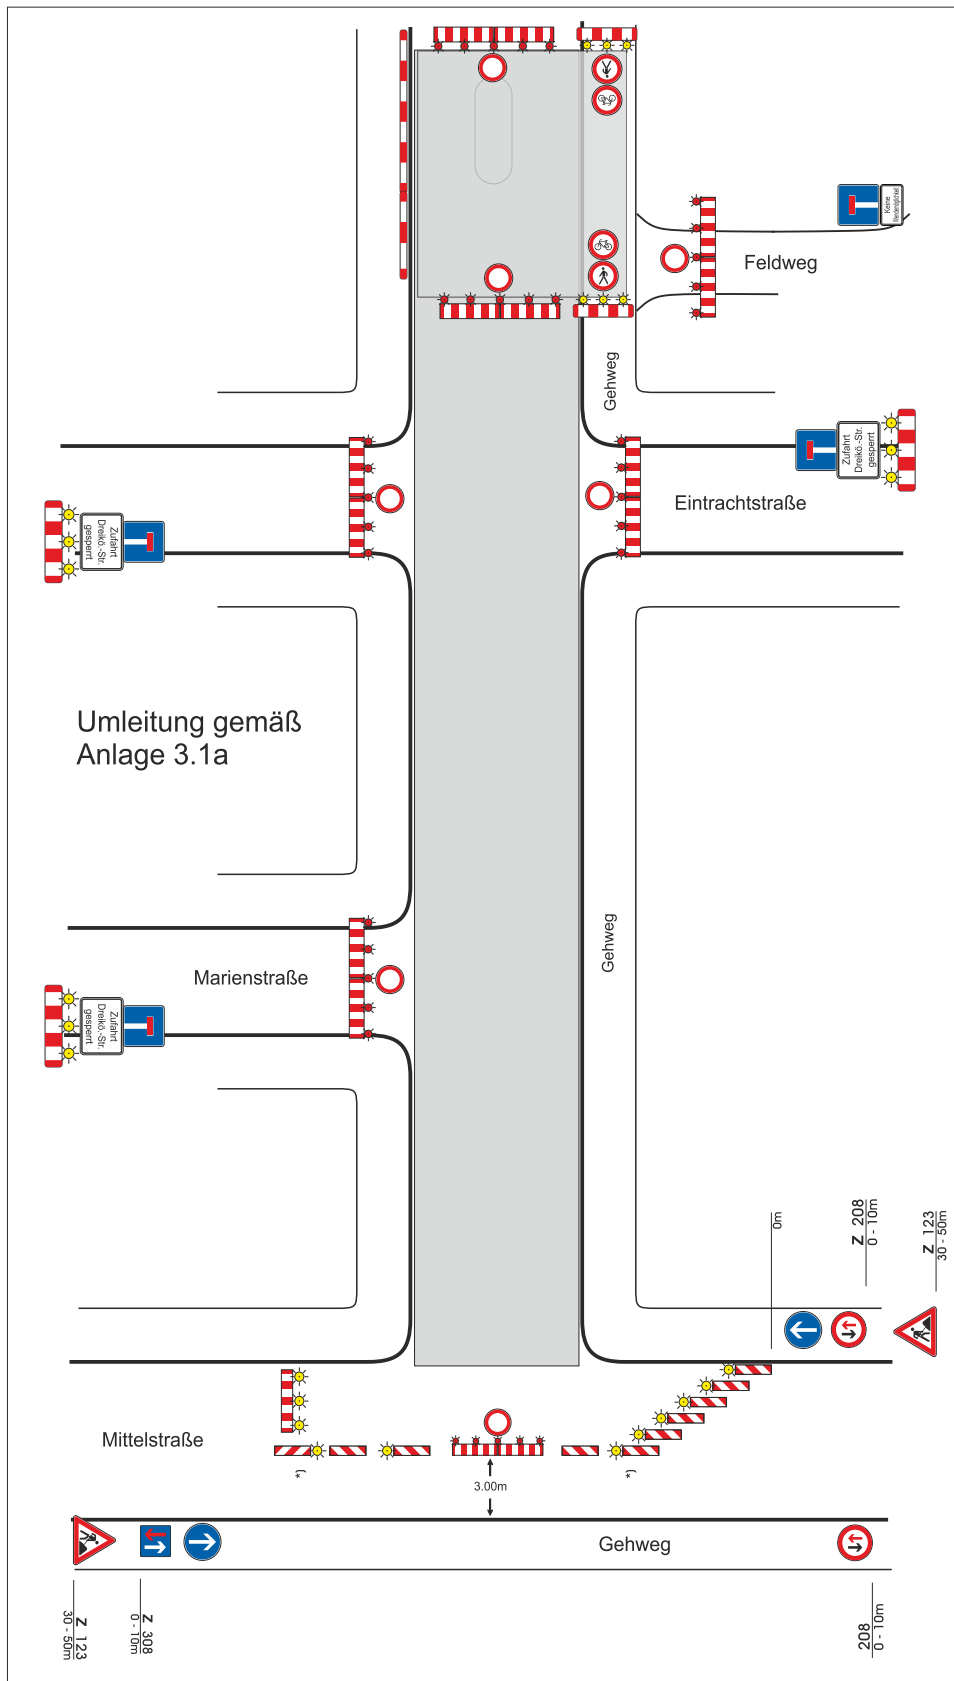 Keine
Feldweg
Gehweg
Zufahrt
Dreikö.-Str.
gesperrt
Eintrachtstraße
Zufahrt
Dreikö.-Str.
gesperrt
Umleitung gemäß
Anlage 3.1a
Gehweg
Marienstraße
Zufahrt
Dreikö.-Str.
gesperrt
0m
Z 208
0 - 10m
Z 123
30 - 50m
Mittelstraße
*)
*)
3.00m
Gehweg
Z 123
30 - 50m
Z 308
0 - 10m
208
0 - 10m